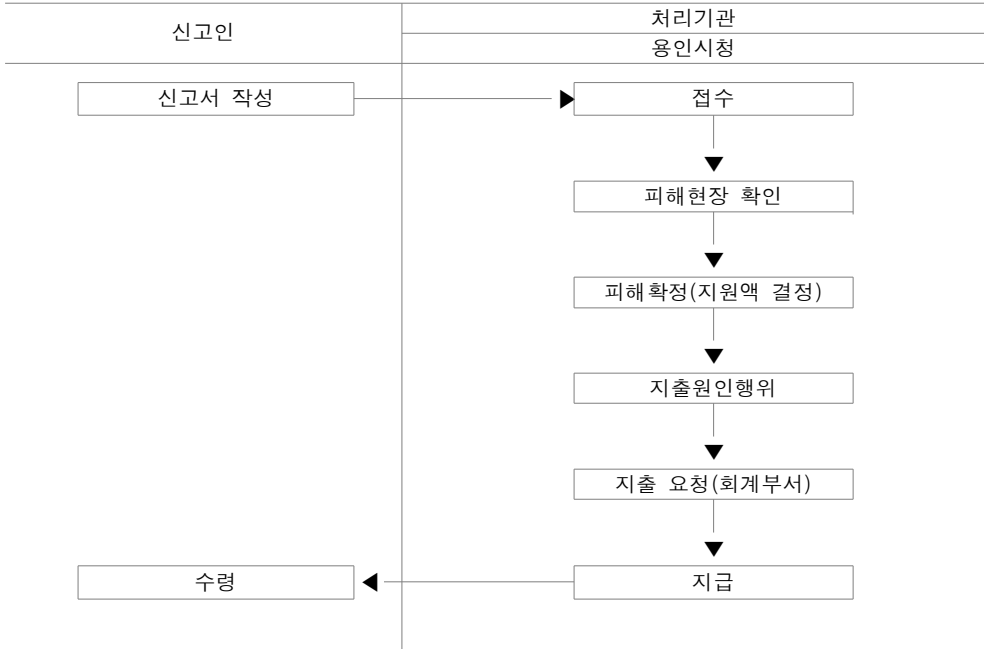 신고인
처리기관
용인시청
신고서 작성
접수
피해현장 확인
피해확정(지원액 결정)
지출원인행위
지출 요청(회계부서)
수령
지급